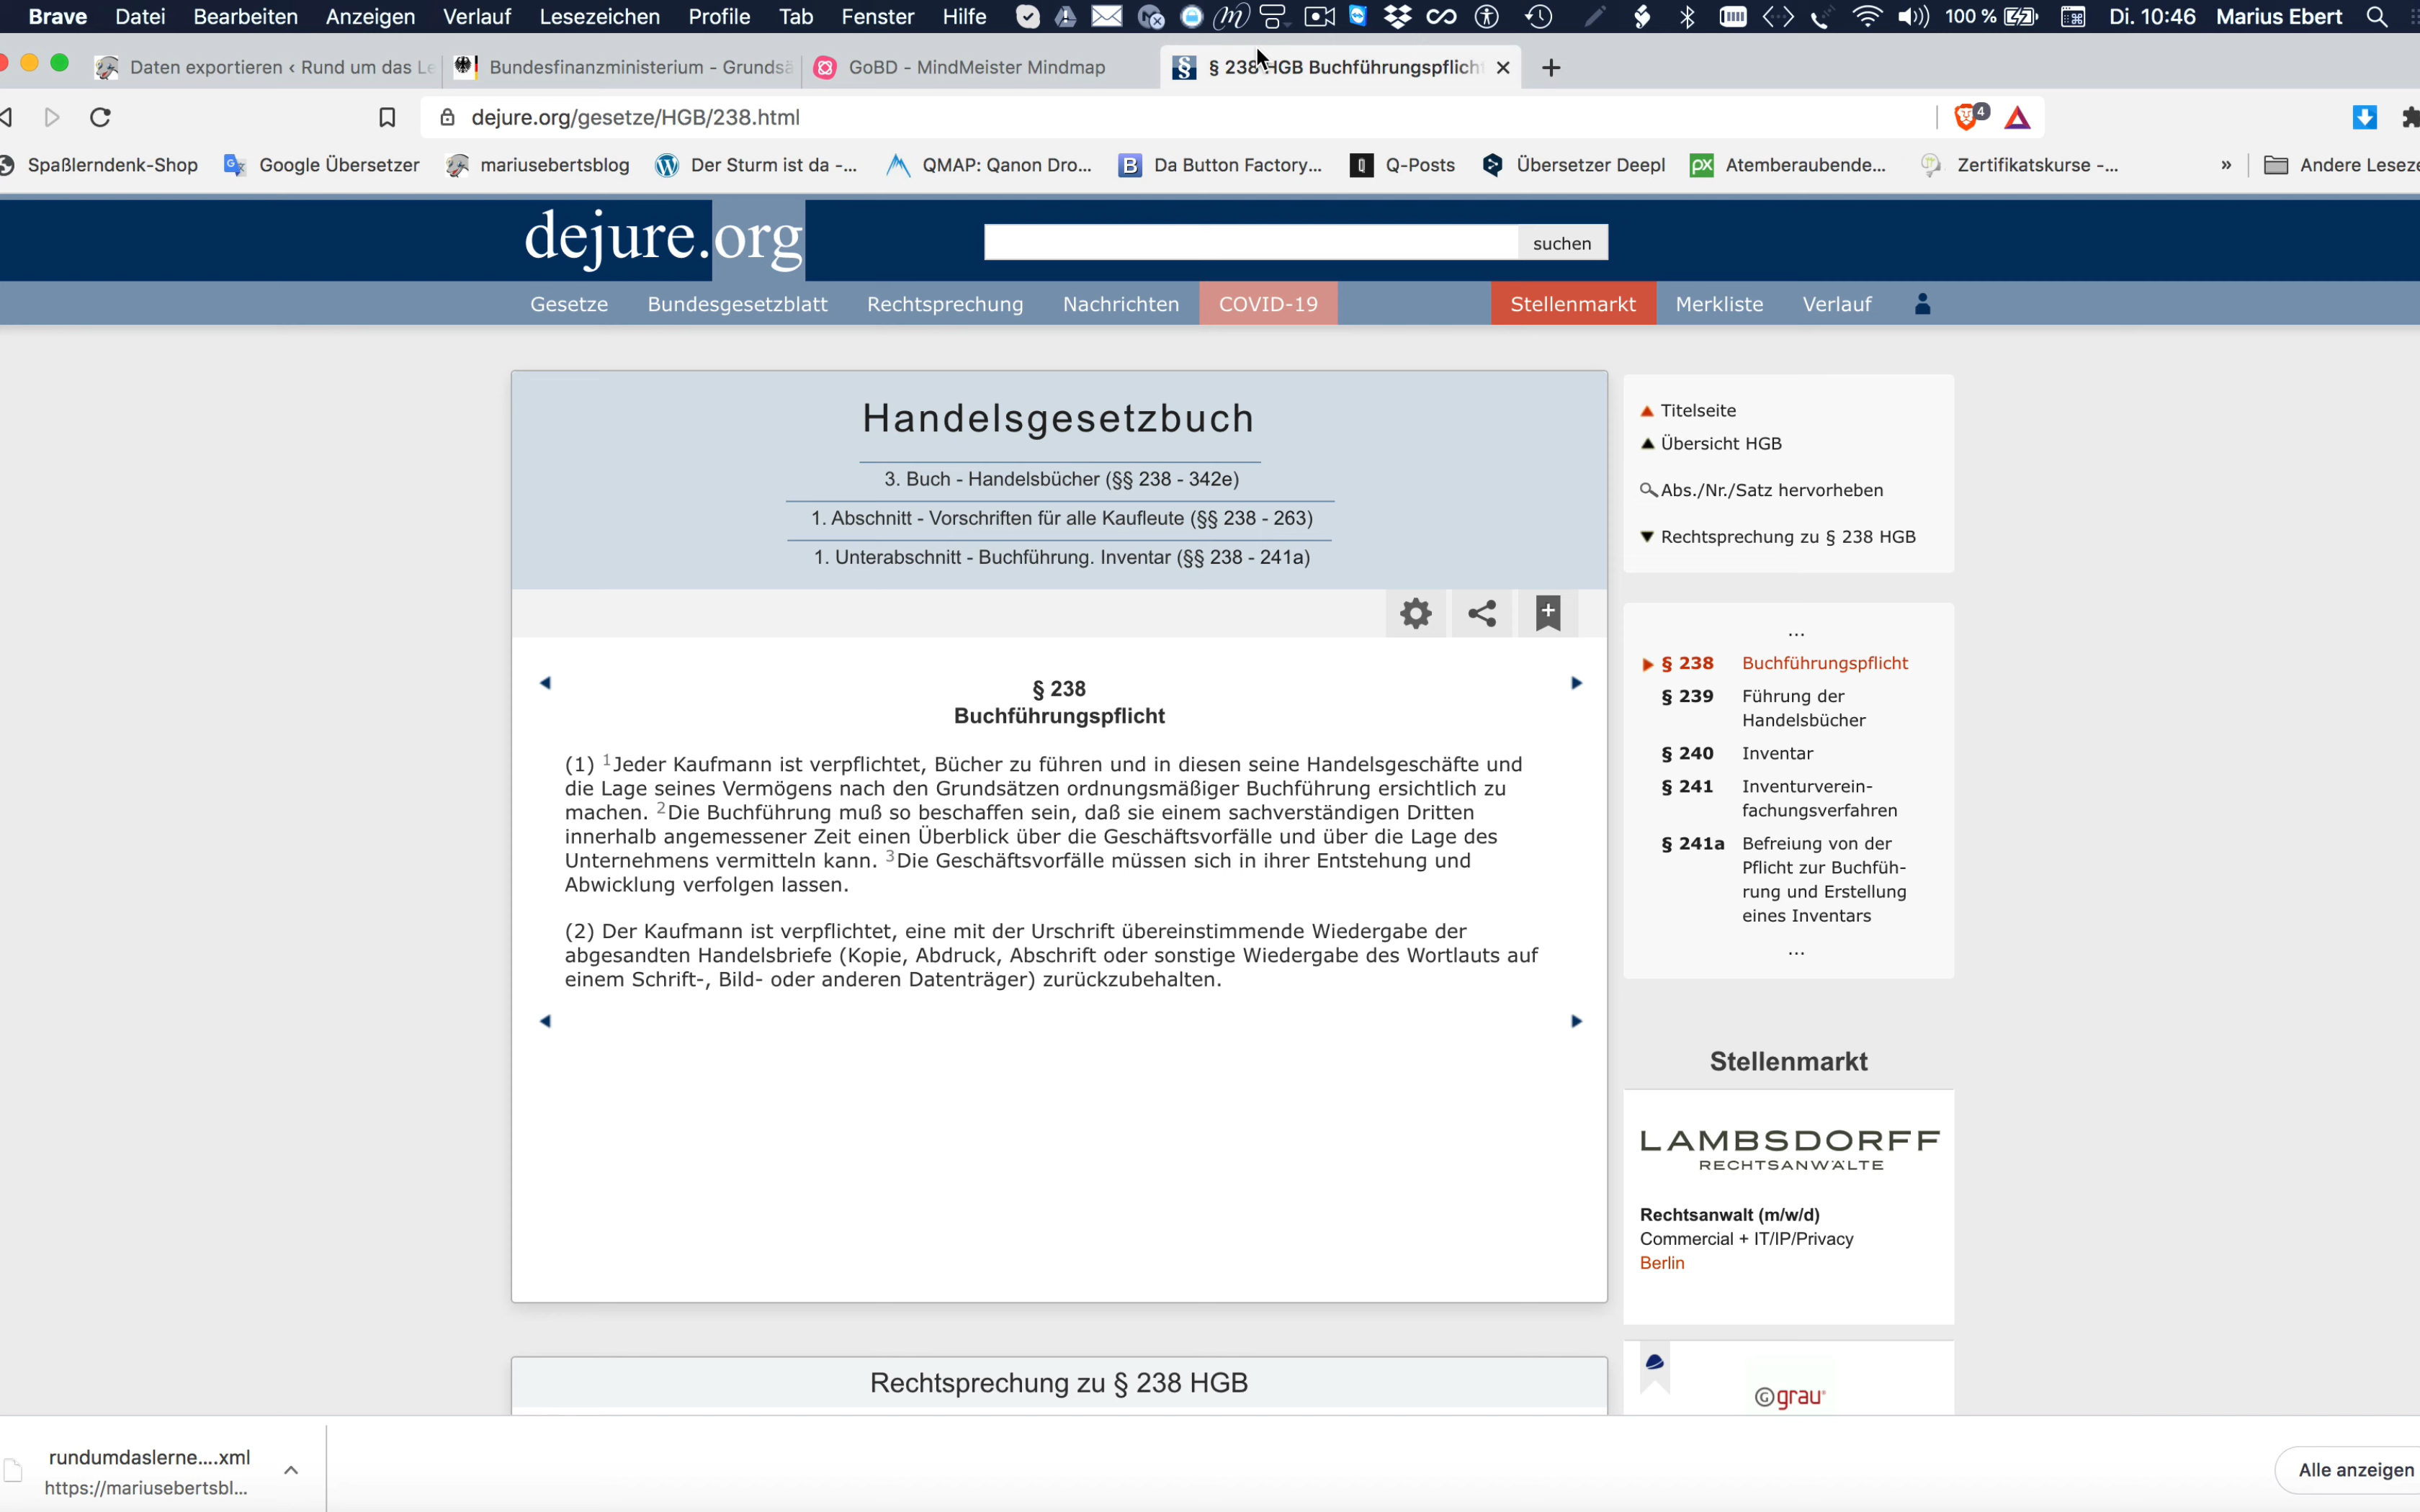 Brave Datei Bearbeiten Anzeigen Verlauf Lesezeichen Profile Tab Fenster Hilfe 100 % Di. 10:46 Marius Ebert
Daten exportieren ‹ Rund um das Le
Bundesfinanzministerium - Grundsä
GoBD - MindMeister Mindmap
§ 238 HGB Buchführungspflicht
dejure.org/gesetze/HGB/238.html
4
Spaßlerndenk-Shop Google Übersetzer mariusebertsblog Der Sturm ist da -... QMAP: Qanon Dro... Da Button Factory... Q-Posts Übersetzer Deepl Atemberaubende... Zertifikatskurse -... » Andere Leseze
dejure.org
suchen
Gesetze Bundesgesetzblatt Rechtsprechung Nachrichten COVID-19 Stellenmarkt Merkliste Verlauf
Handelsgesetzbuch
3. Buch - Handelsbücher (§§ 238 - 342e)
1. Abschnitt - Vorschriften für alle Kaufleute (§§ 238 - 263)
1. Unterabschnitt - Buchführung. Inventar (§§ 238 - 241a)
§ 238
Buchführungspflicht
(1) ¹Jeder Kaufmann ist verpflichtet, Bücher zu führen und in diesen seine Handelsgeschäfte und
die Lage seines Vermögens nach den Grundsätzen ordnungsmäßiger Buchführung ersichtlich zu
machen. ²Die Buchführung muß so beschaffen sein, daß sie einem sachverständigen Dritten
innerhalb angemessener Zeit einen Überblick über die Geschäftsvorfälle und über die Lage des
Unternehmens vermitteln kann. ³Die Geschäftsvorfälle müssen sich in ihrer Entstehung und
Abwicklung verfolgen lassen.
(2) Der Kaufmann ist verpflichtet, eine mit der Urschrift übereinstimmende Wiedergabe der
abgesandten Handelsbriefe (Kopie, Abdruck, Abschrift oder sonstige Wiedergabe des Wortlauts auf
einem Schrift-, Bild- oder anderen Datenträger) zurückzubehalten.
Rechtsprechung zu § 238 HGB
Titelseite
Übersicht HGB
Abs./Nr./Satz hervorheben
Rechtsprechung zu § 238 HGB
...
§ 238 Buchführungspflicht
§ 239 Führung der
Handelsbücher
§ 240 Inventar
§ 241 Inventurverein-
fachungsverfahren
§ 241a Befreiung von der
Pflicht zur Buchfüh-
rung und Erstellung
eines Inventars
...
Stellenmarkt
LAMBSDORFF
RECHTSANWÄLTE
Rechtsanwalt (m/w/d)
Commercial + IT/IP/Privacy
Berlin
grau
rundumdaslerne....xml
https://mariusebertsbl...
Alle anzeigen